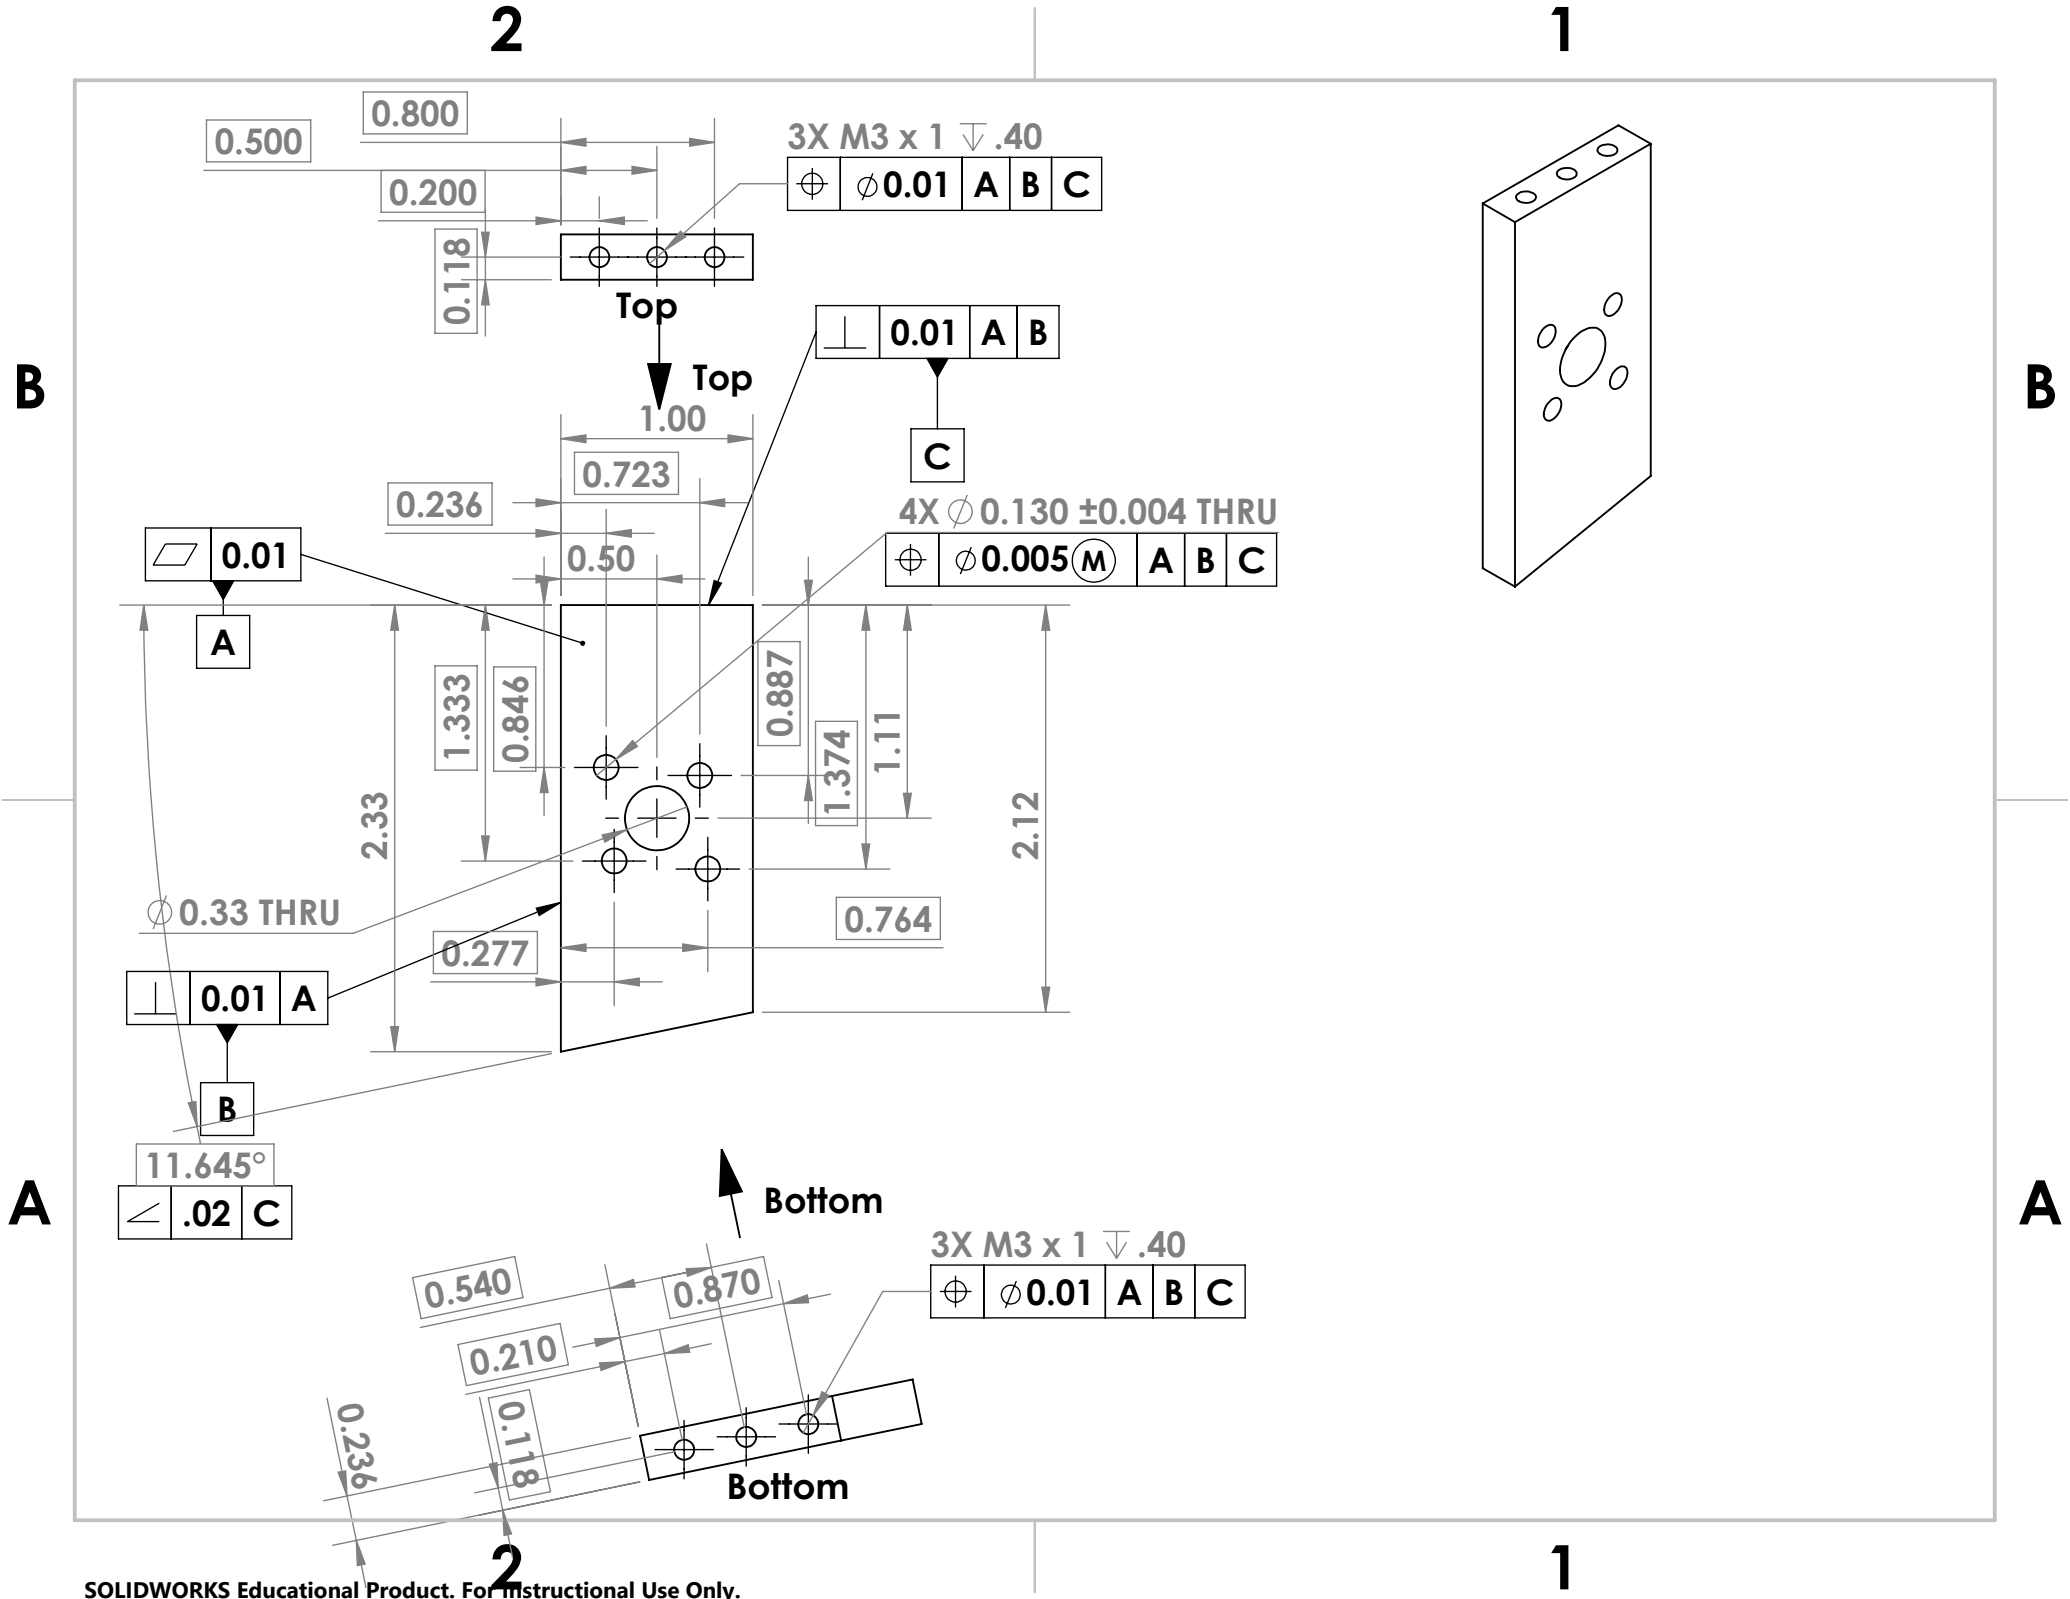 2 1
0.800
0.500
3X M3 x 1 ↧ .40
0.200
⌖ ⌀0.01 A B C
0.118
Top
⟂ 0.01 A B
Top
B B
1.00
C
0.723
0.236
4X ⌀ 0.130 ±0.004 THRU
⏥ 0.01
0.50
⌖ ⌀0.005 Ⓜ A B C
A
0.887
1.333
0.846
1.374
1.11
2.33
2.12
⌀ 0.33 THRU
0.764
0.277
⟂ 0.01 A
B
11.645°
A A
∠ .02 C
Bottom
3X M3 x 1 ↧ .40
0.540
0.870
⌖ ⌀0.01 A B C
0.210
0.236
0.118
Bottom
2 1
SOLIDWORKS Educational Product. For Instructional Use Only.